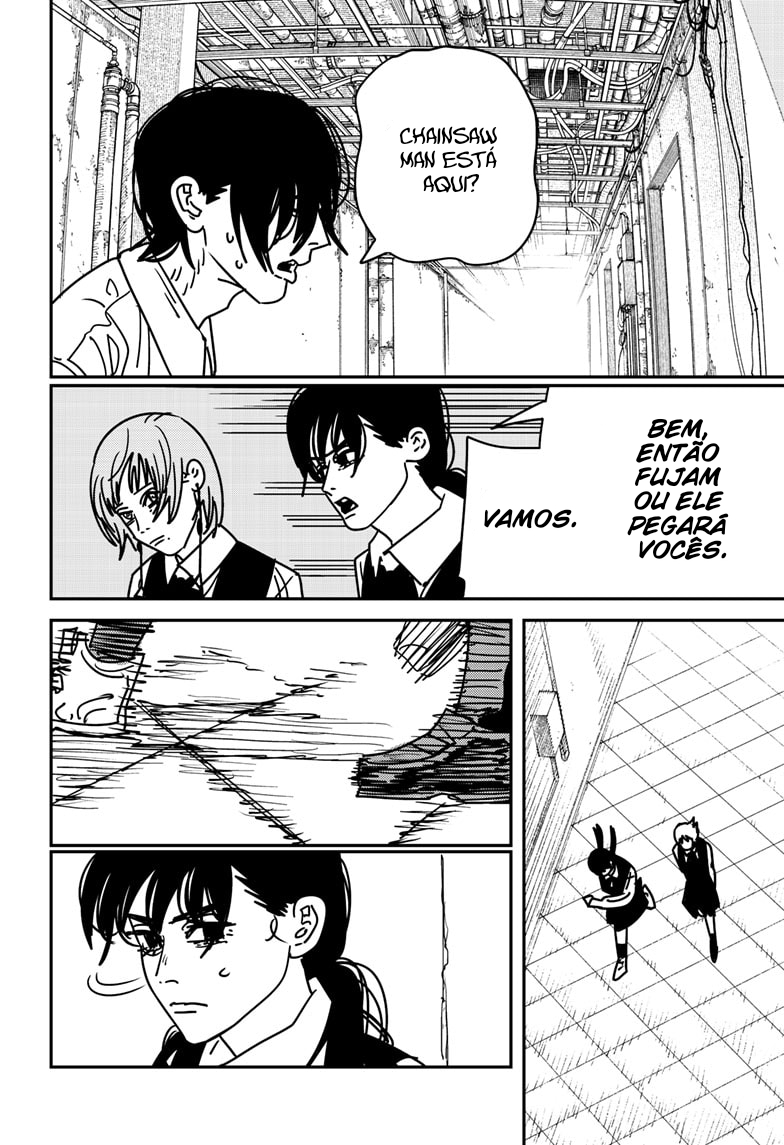 CHAINSAW
MAN ESTÁ
AQUI?
BEM,
ENTÃO
FUJAM
OU ELE
PEGARÁ
VOCÊS.
VAMOS.